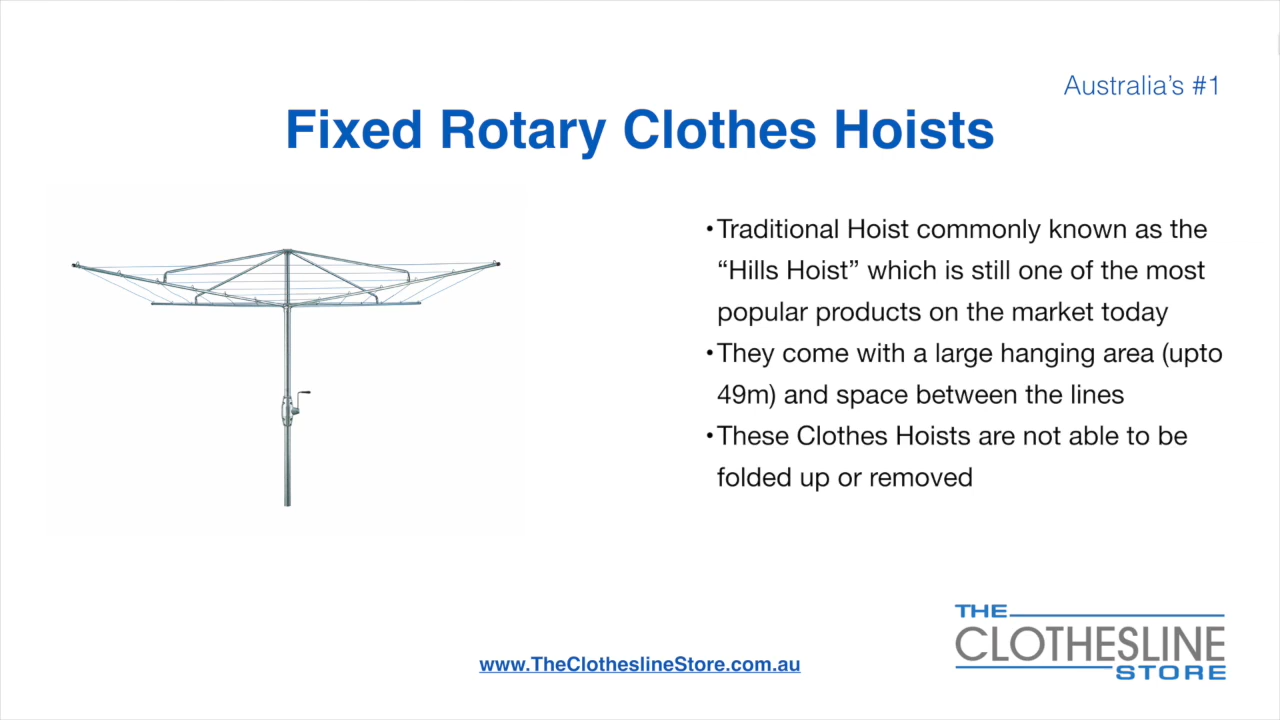 Australia's #1
Fixed Rotary Clothes Hoists
•Traditional Hoist commonly known as the
“Hills Hoist” which is still one of the most
popular products on the market today
•They come with a large hanging area (upto
49m) and space between the lines
•These Clothes Hoists are not able to be
folded up or removed
www.TheClotheslineStore.com.au
THE
CLOTHESLINE
STORE